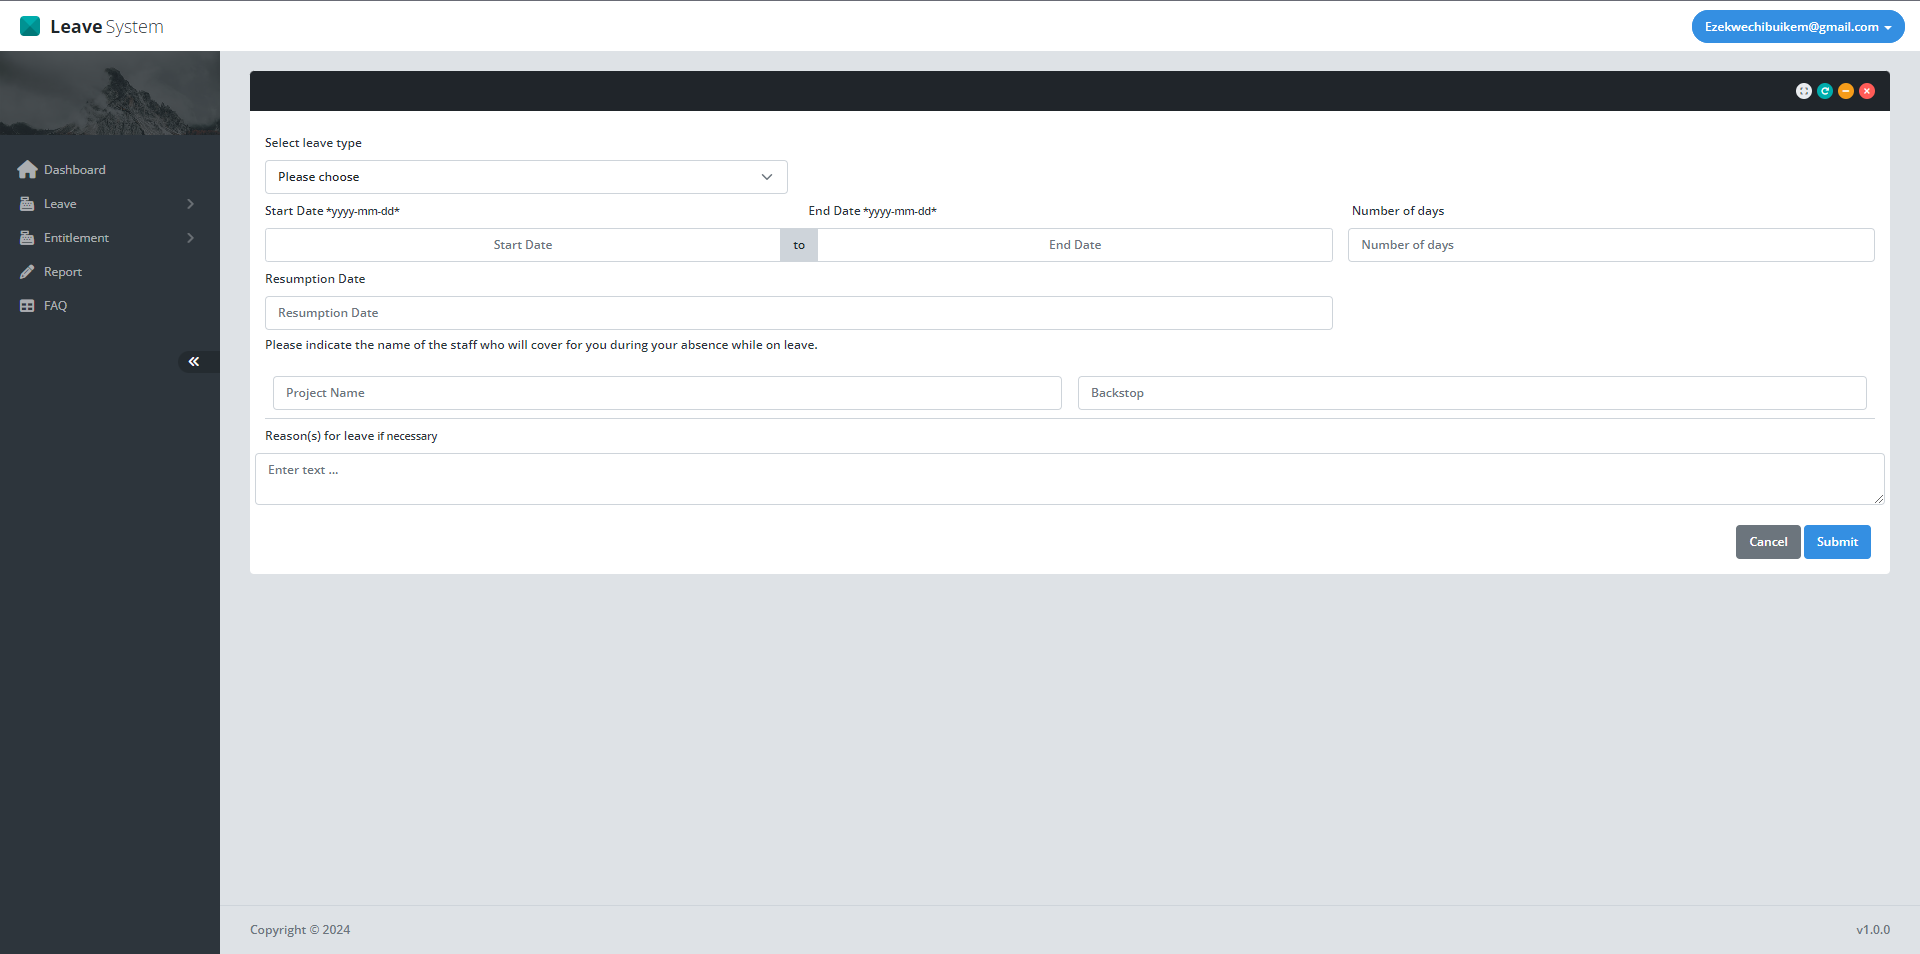 Leave System
Ezekwechibuikem@gmail.com
Dashboard
Leave
Entitlement
Report
FAQ
Select leave type
Please choose
Start Date *yyyy-mm-dd* End Date *yyyy-mm-dd* Number of days
Start Date to End Date Number of days
Resumption Date
Resumption Date
Please indicate the name of the staff who will cover for you during your absence while on leave.
Project Name Backstop
Reason(s) for leave if necessary
Enter text ...
Cancel Submit
Copyright © 2024 v1.0.0